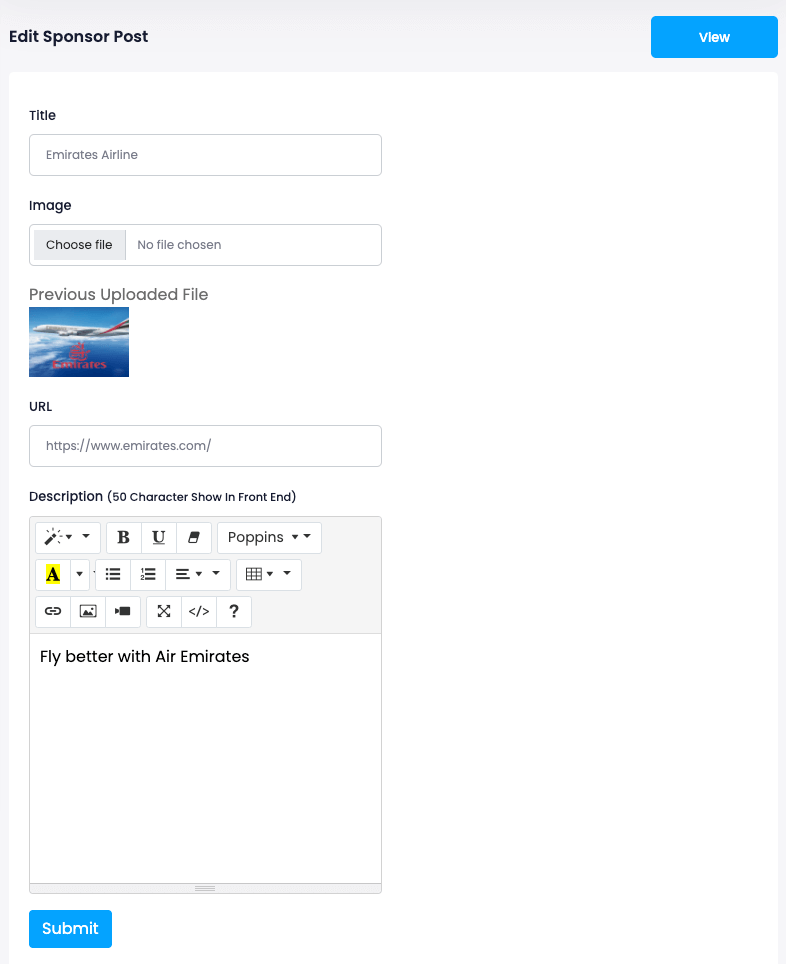 Edit Sponsor Post
View
Title
Emirates Airline
Image
Choose file No file chosen
Previous Uploaded File
Emirates
URL
https://www.emirates.com/
Description (50 Character Show In Front End)
B U Poppins
A
</> ?
Fly better with Air Emirates
Submit